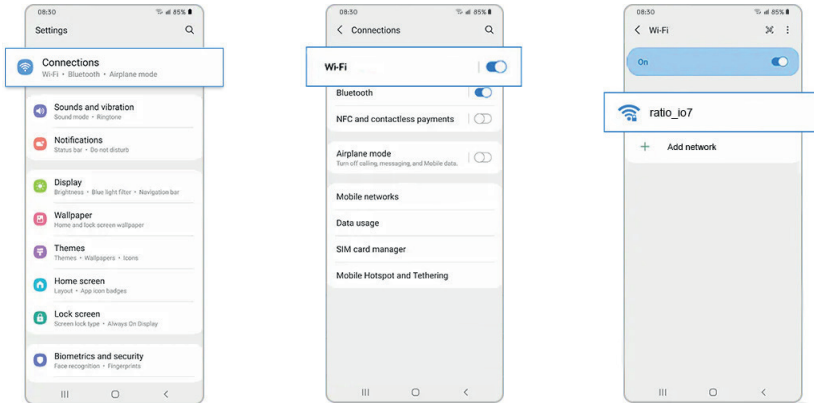 08:30 85%
Settings
Connections
Wi-Fi • Bluetooth • Airplane mode
Sounds and vibration
Sound mode • Ringtone
Notifications
Status bar • Do not disturb
Display
Brightness • Blue light filter • Navigation bar
Wallpaper
Home and lock screen wallpaper
Themes
Themes • Wallpapers • Icons
Home screen
Layout • App icon badges
Lock screen
Screen lock type • Always On Display
Biometrics and security
Face recognition • Fingerprints
08:30 85%
Connections
Wi-Fi
Bluetooth
NFC and contactless payments
Airplane mode
Turn off calling, messaging, and Mobile data.
Mobile networks
Data usage
SIM card manager
Mobile Hotspot and Tethering
08:30 85%
Wi-Fi
On
ratio_io7
Add network